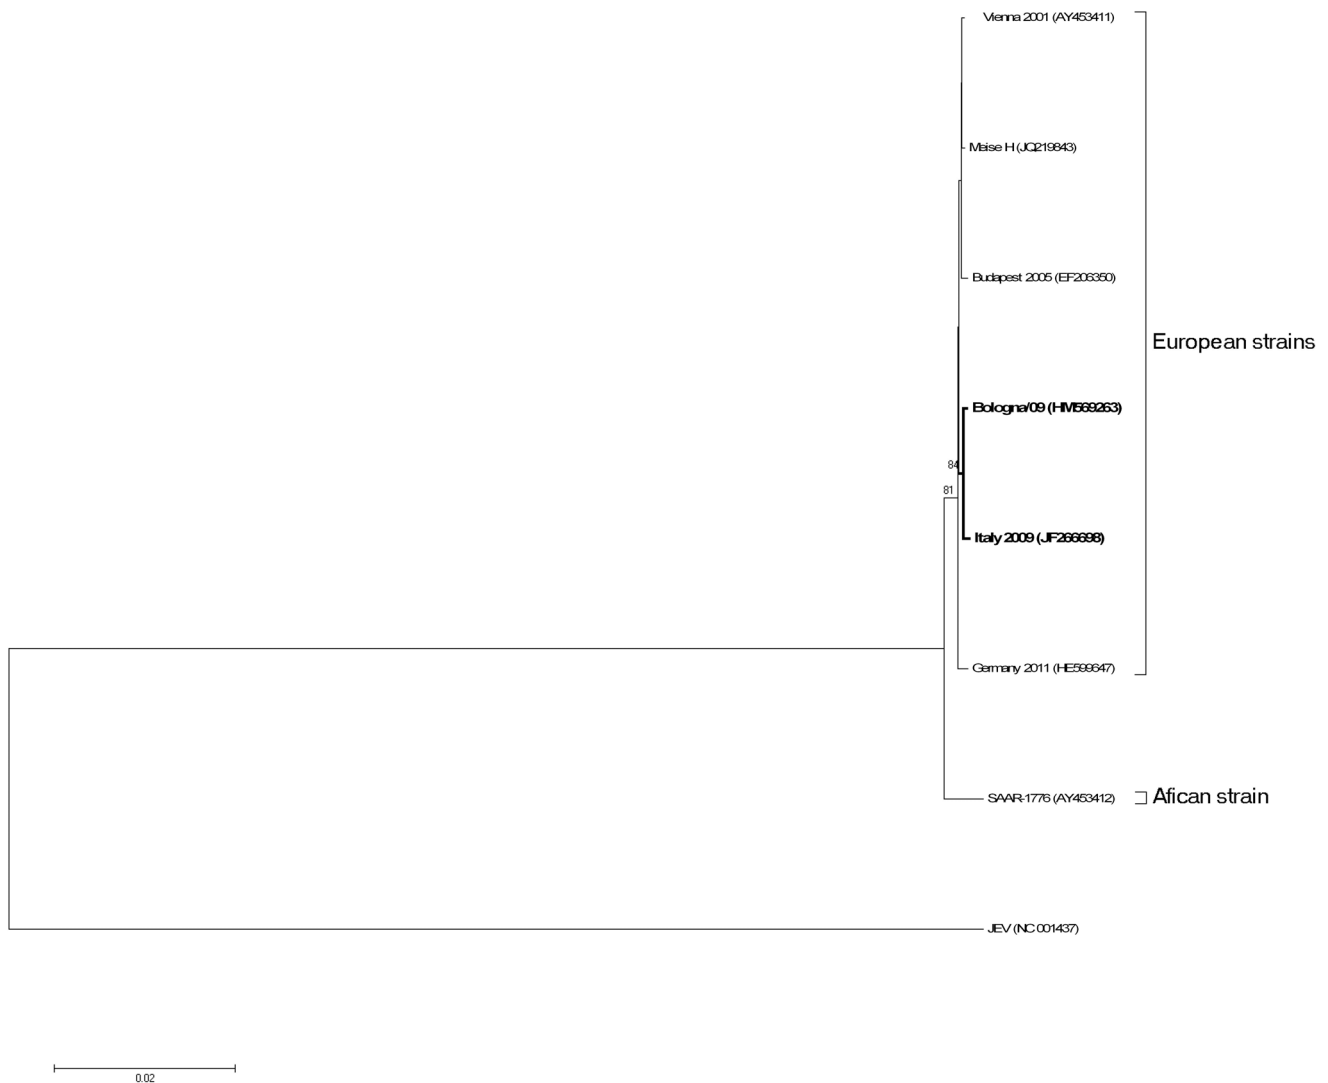 Vienna 2001 (AY453411)
Meise H (JQ219843)
Budapest 2005 (EF206350)
European strains
Bologna/09 (HM569263)
84
81
Italy 2009 (JF266698)
Germany 2011 (HE599647)
SAAR-1776 (AY453412)
Afican strain
JEV (NC 001437)
0.02